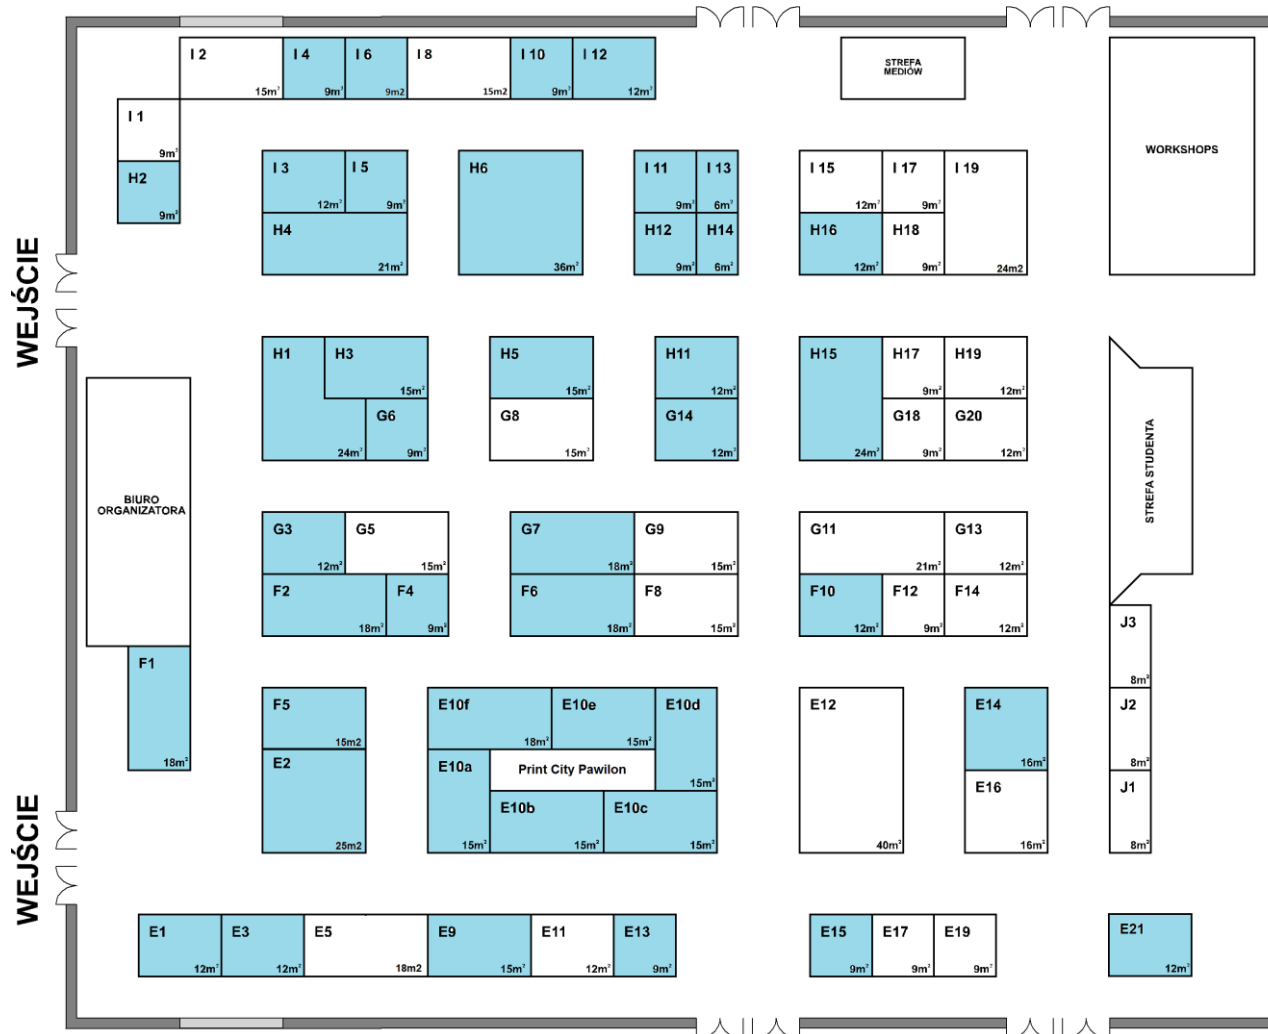 I 2
15m²
I 4
9m²
I 6
9m2
I 8
15m2
I 10
9m²
I 12
12m²
STREFA
MEDIÓW
WORKSHOPS
I 1
9m²
H2
9m²
I 3
12m²
I 5
9m²
H4
21m²
H6
36m²
I 11
9m²
I 13
6m²
H12
9m²
H14
6m²
I 15
12m²
I 17
9m²
I 19
24m2
H16
12m²
H18
9m²
WEJŚCIE
H1
24m²
H3
15m²
G6
9m²
H5
15m²
G8
15m²
H11
12m²
G14
12m²
H15
24m²
H17
9m²
H19
12m²
G18
9m²
G20
12m²
BIURO
ORGANIZATORA
STREFA STUDENTA
G3
12m²
G5
15m²
F2
18m²
F4
9m²
G7
18m²
G9
15m²
F6
18m²
F8
15m²
G11
21m²
G13
12m²
F10
12m²
F12
9m²
F14
12m²
F1
18m²
J3
8m²
J2
8m²
J1
8m²
F5
15m2
E2
25m2
E10f
18m²
E10e
15m²
E10d
15m²
E10a
15m²
Print City Pawilon
E10b
15m²
E10c
15m²
E12
40m²
E14
16m²
E16
16m²
WEJŚCIE
E1
12m²
E3
12m²
E5
18m2
E9
15m²
E11
12m²
E13
9m²
E15
9m²
E17
9m²
E19
9m²
E21
12m²